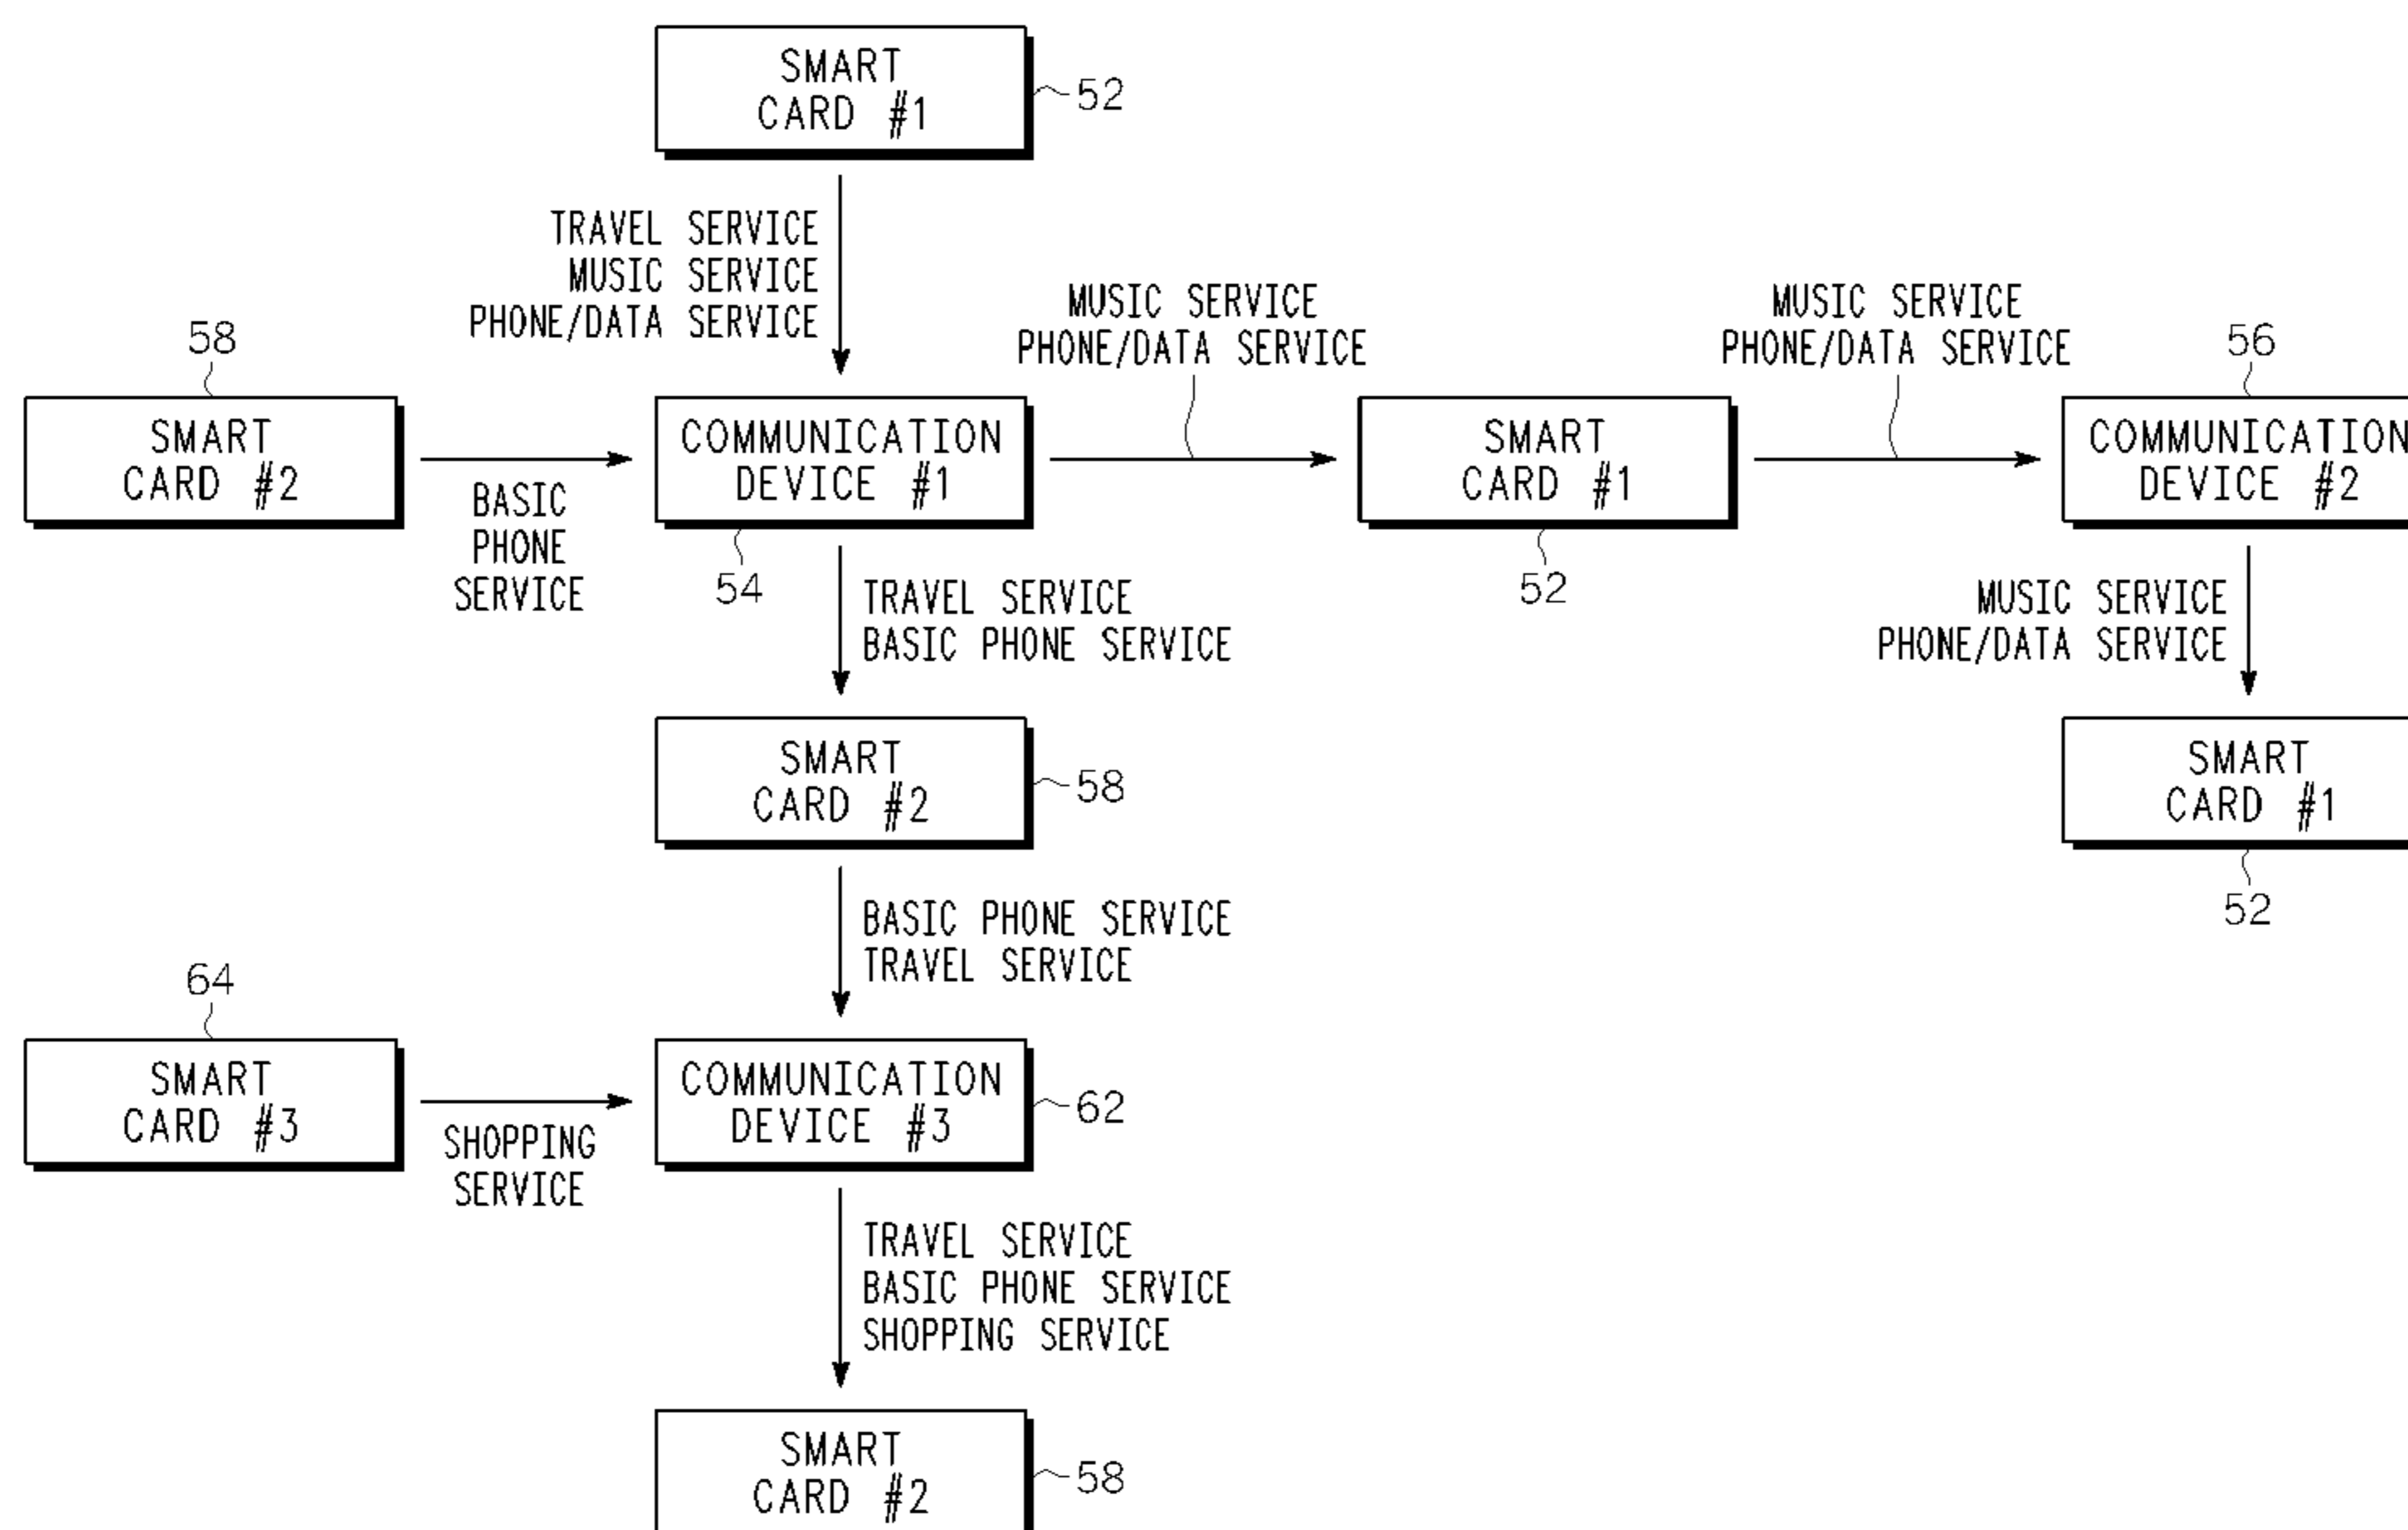 SMART
CARD #1
52
TRAVEL SERVICE
MUSIC SERVICE
PHONE/DATA SERVICE
MUSIC SERVICE
PHONE/DATA SERVICE
MUSIC SERVICE
PHONE/DATA SERVICE
58
56
SMART
CARD #2
BASIC
PHONE
SERVICE
COMMUNICATION
DEVICE #1
54
SMART
CARD #1
52
COMMUNICATION
DEVICE #2
TRAVEL SERVICE
BASIC PHONE SERVICE
MUSIC SERVICE
PHONE/DATA SERVICE
SMART
CARD #2
58
SMART
CARD #1
52
BASIC PHONE SERVICE
TRAVEL SERVICE
64
SMART
CARD #3
SHOPPING
SERVICE
COMMUNICATION
DEVICE #3
62
TRAVEL SERVICE
BASIC PHONE SERVICE
SHOPPING SERVICE
SMART
CARD #2
58